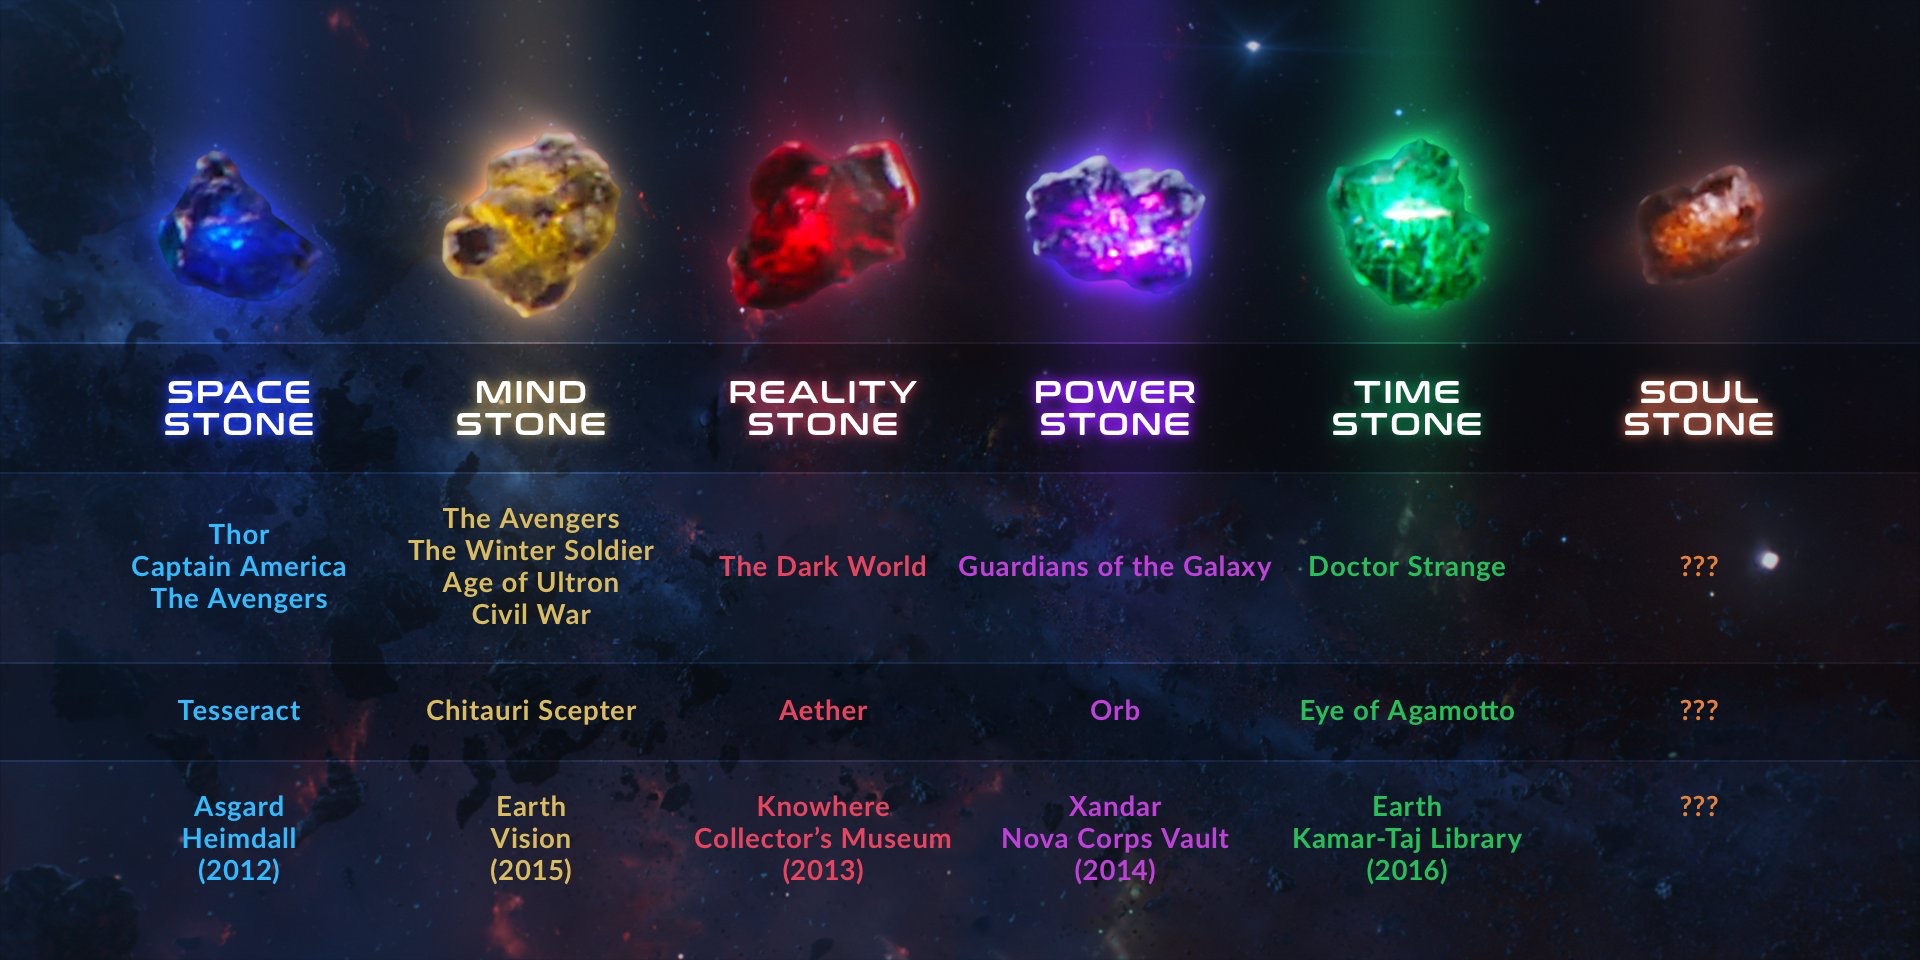 SPACE
STONE
MIND
STONE
REALITY
STONE
POWER
STONE
TIME
STONE
SOUL
STONE
Thor
Captain America
The Avengers
The Avengers
The Winter Soldier
Age of Ultron
Civil War
The Dark World
Guardians of the Galaxy
Doctor Strange
???
Tesseract
Chitauri Scepter
Aether
Orb
Eye of Agamotto
???
Asgard
Heimdall
(2012)
Earth
Vision
(2015)
Knowhere
Collector’s Museum
(2013)
Xandar
Nova Corps Vault
(2014)
Earth
Kamar-Taj Library
(2016)
???